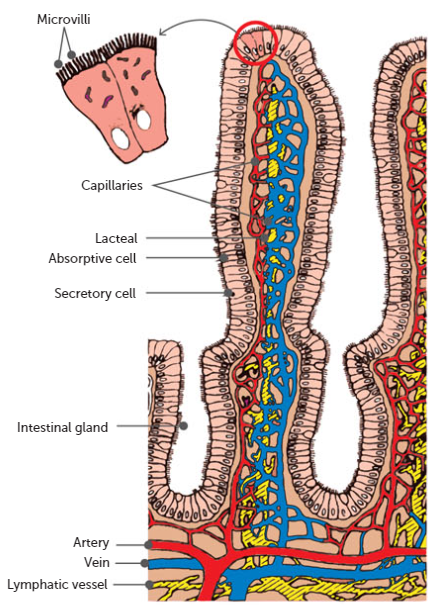 Microvilli
Capillaries
Lacteal
Absorptive cell
Secretory cell
Intestinal gland
Artery
Vein
Lymphatic vessel